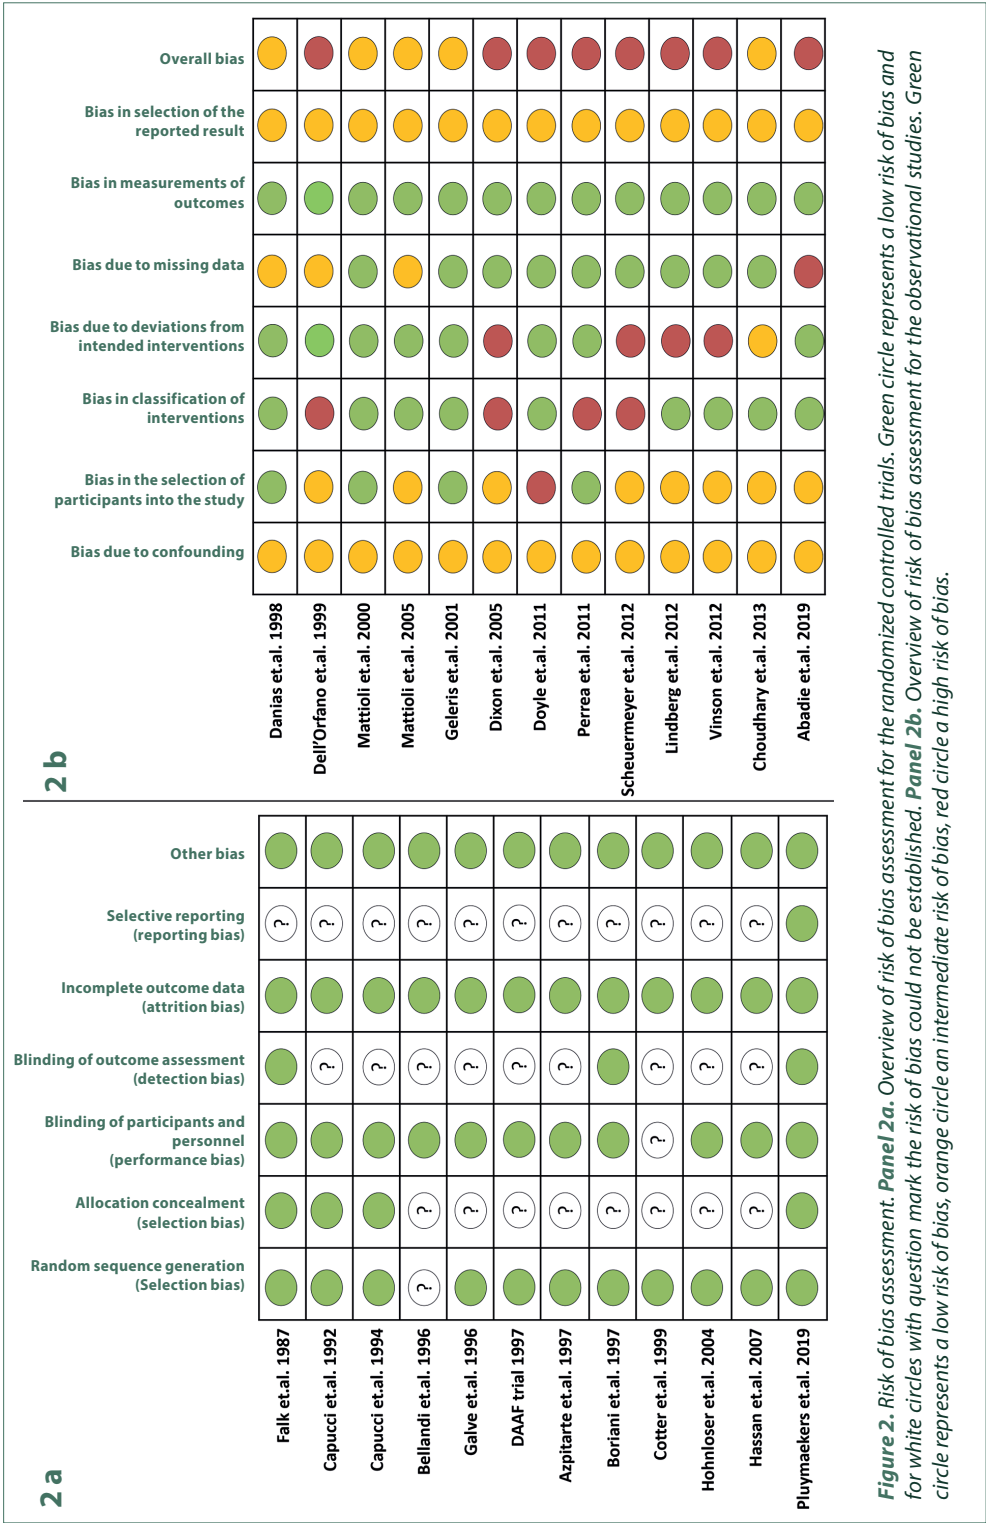 2a
Random sequence generation
(Selection bias)
Allocation concealment
(selection bias)
Blinding of participants and
personnel
(performance bias)
Blinding of outcome assessment
(detection bias)
Incomplete outcome data
(attrition bias)
Selective reporting
(reporting bias)
Other bias
Falk et.al. 1987 ?
Capucci et.al. 1992 ? ?
Capucci et.al. 1994 ? ?
Bellandi et.al. 1996 ? ? ? ?
Galve et.al. 1996 ? ? ?
DAAF trial 1997 ? ? ?
Azpitarte et.al. 1997 ? ? ?
Boriani et.al. 1997 ? ?
Cotter et.al. 1999 ? ? ? ?
Hohnloser et.al. 2004 ? ? ?
Hassan et.al. 2007 ? ? ?
Pluymaekers et.al. 2019
2b
Bias due to confounding
Bias in the selection of
participants into the study
Bias in classification of
interventions
Bias due to deviations from
intended interventions
Bias due to missing data
Bias in measurements of
outcomes
Bias in selection of the
reported result
Overall bias
Danias et.al. 1998
Dell'Orfano et.al. 1999
Mattioli et.al. 2000
Mattioli et.al. 2005
Geleris et.al. 2001
Dixon et.al. 2005
Doyle et.al. 2011
Perrea et.al. 2011
Scheuermeyer et.al. 2012
Lindberg et.al. 2012
Vinson et.al. 2012
Choudhary et.al. 2013
Abadie et.al. 2019
Figure 2. Risk of bias assessment. Panel 2a. Overview of risk of bias assessment for the randomized controlled trials. Green circle represents a low risk of bias and
for white circles with question mark the risk of bias could not be established. Panel 2b. Overview of risk of bias assessment for the observational studies. Green
circle represents a low risk of bias, orange circle an intermediate risk of bias, red circle a high risk of bias.